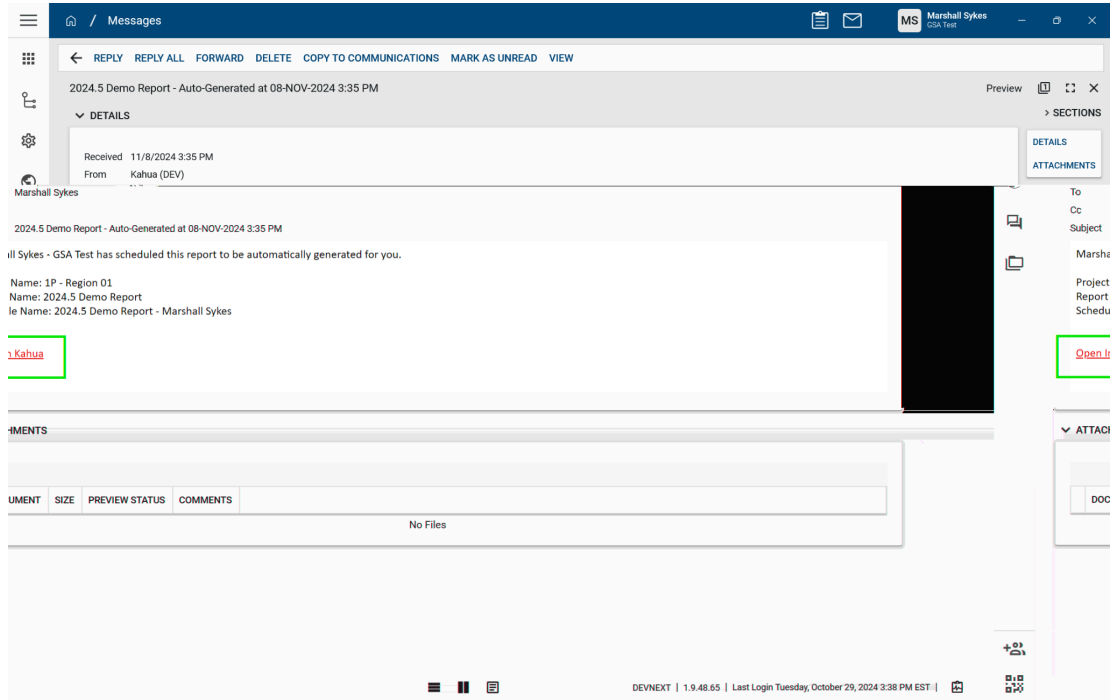 / Messages
MS Marshall Sykes
GSA Test
REPLY REPLY ALL FORWARD DELETE COPY TO COMMUNICATIONS MARK AS UNREAD VIEW
2024.5 Demo Report - Auto-Generated at 08-NOV-2024 3:35 PM
Preview
DETAILS
SECTIONS
DETAILS
ATTACHMENTS
Received 11/8/2024 3:35 PM
From Kahua (DEV)
Marshall Sykes
To
Cc
2024.5 Demo Report - Auto-Generated at 08-NOV-2024 3:35 PM
Subject
ll Sykes - GSA Test has scheduled this report to be automatically generated for you.
Marsha
Name: 1P - Region 01
Project
Name: 2024.5 Demo Report
Report
le Name: 2024.5 Demo Report - Marshall Sykes
Schedu
n Kahua
Open I
HMENTS
ATTACH
UMENT SIZE PREVIEW STATUS COMMENTS
DOC
No Files
DEVNEXT | 1.9.48.65 | Last Login Tuesday, October 29, 2024 3:38 PM EST |